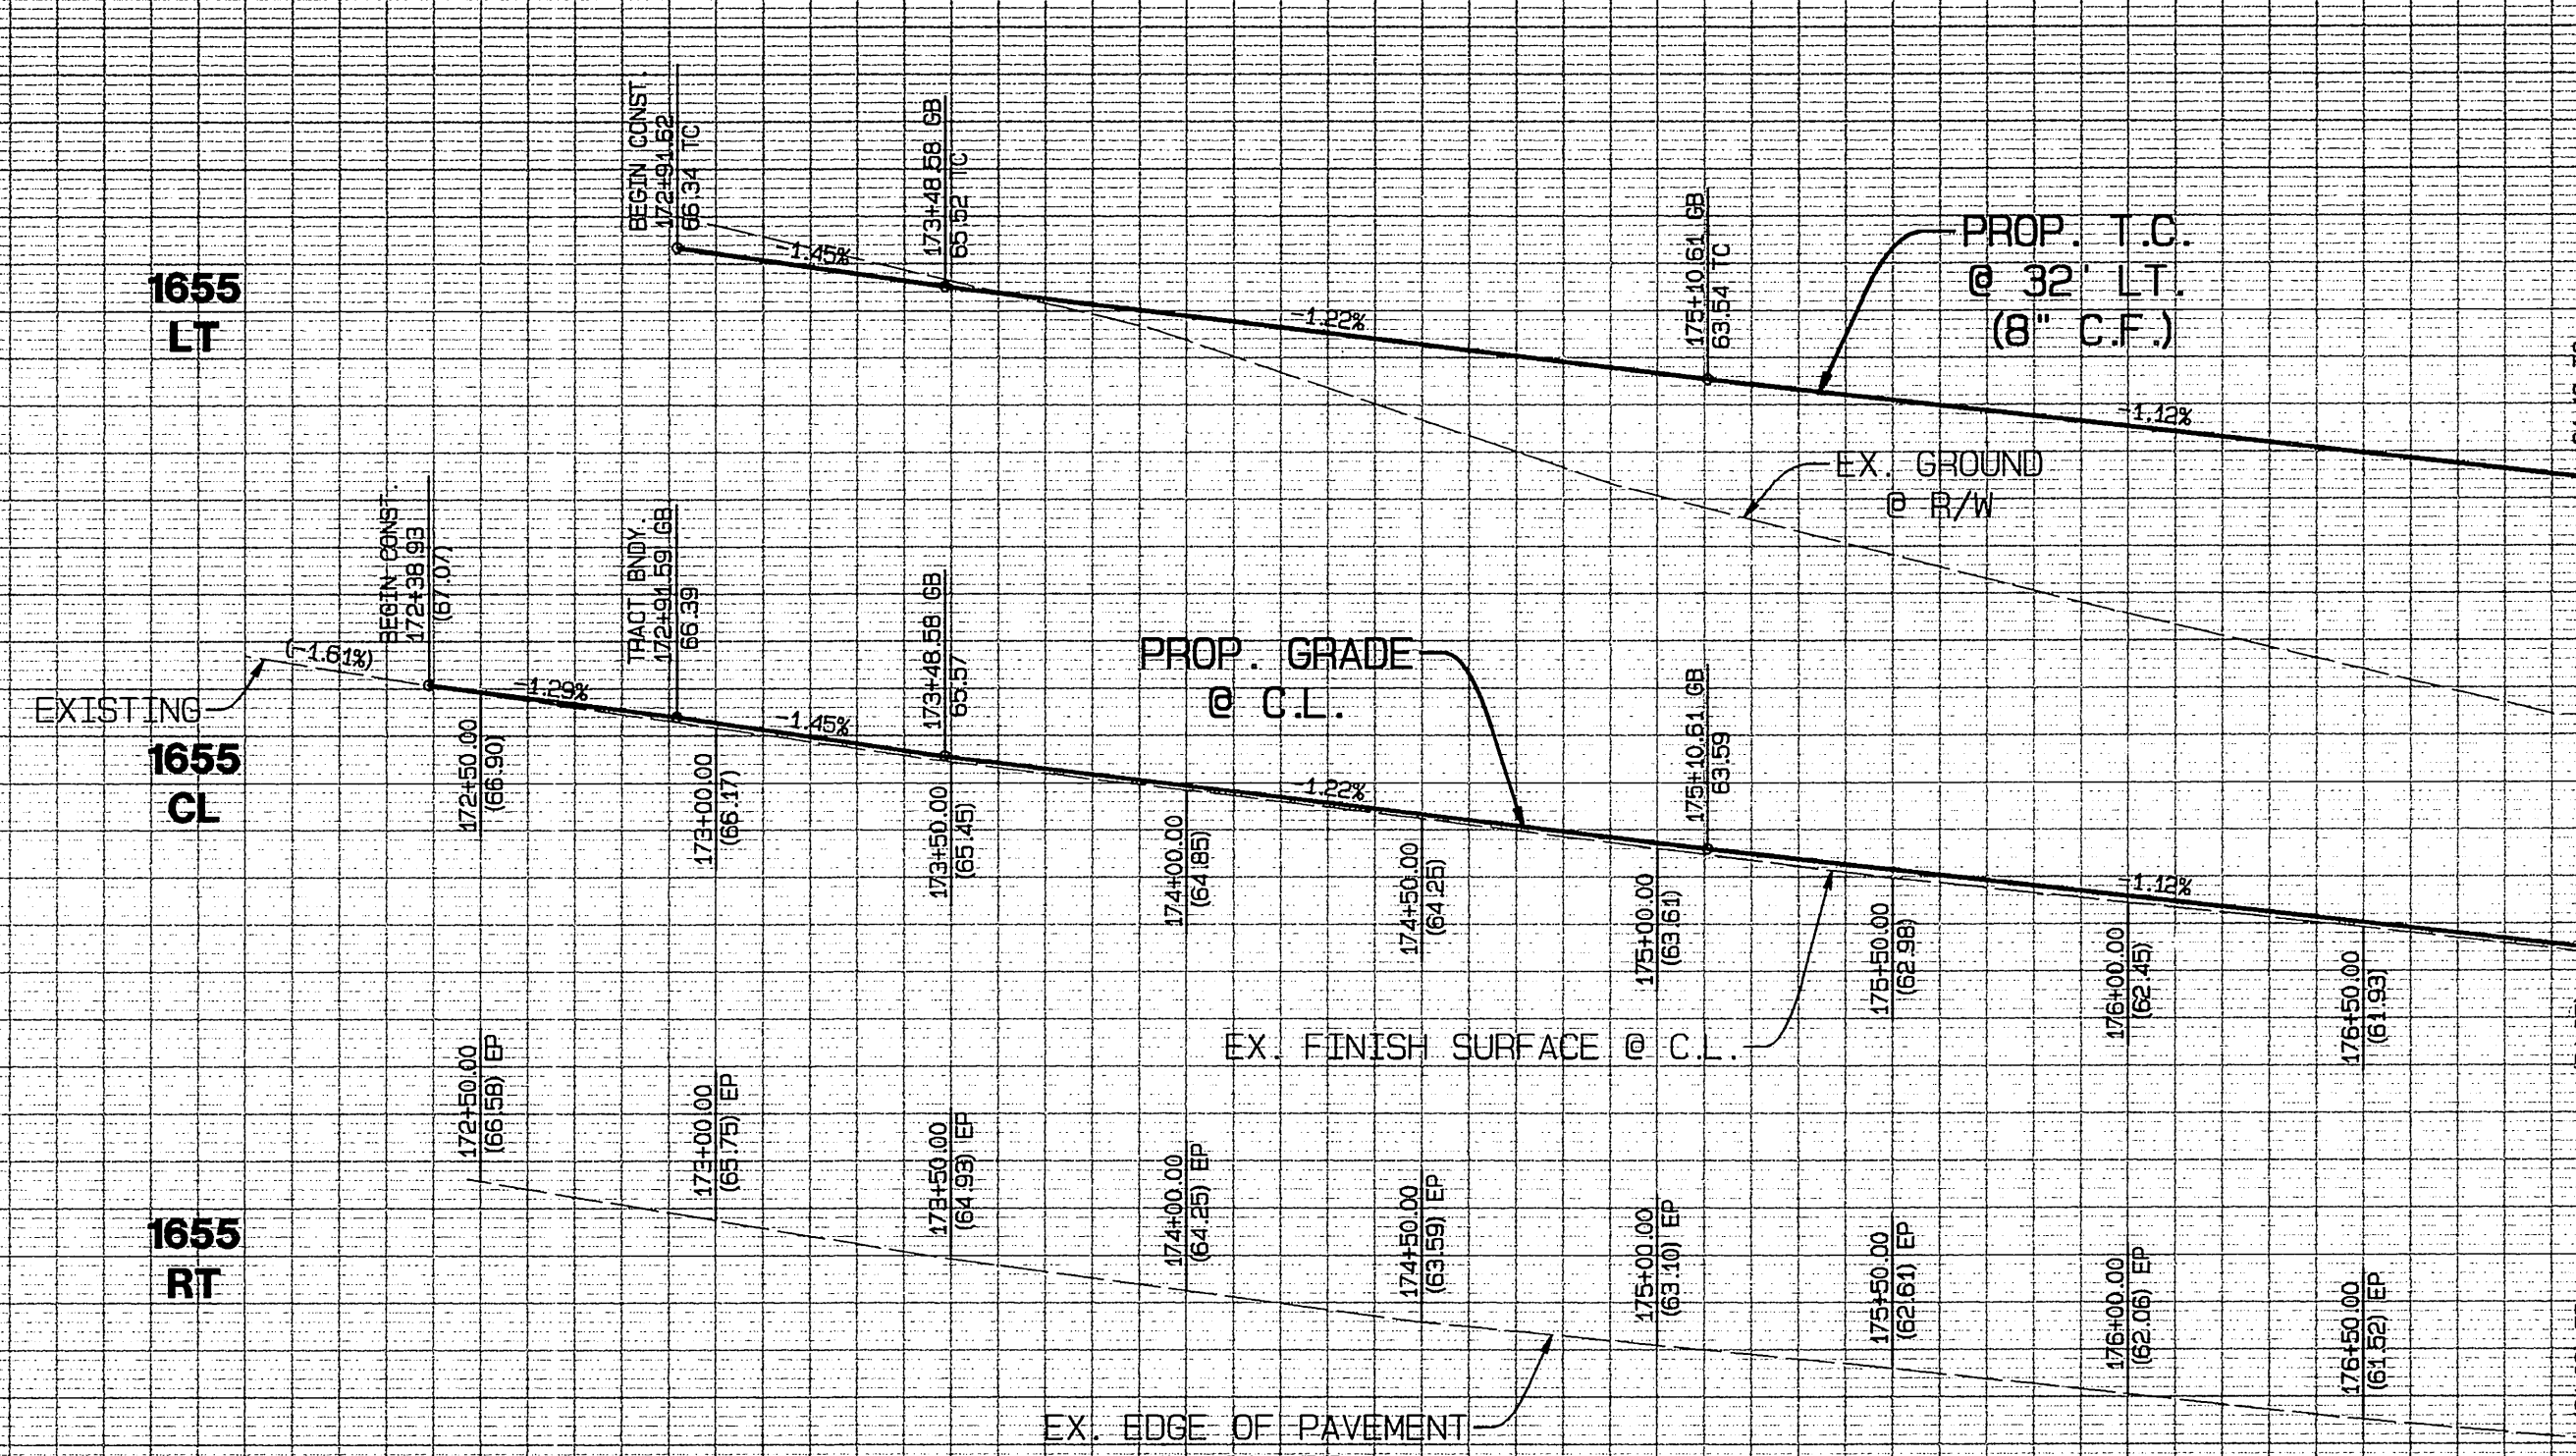 BEGIN CONST.
172+91.62
66.34 TC
173+48.58 GB
65.52 TC
175+10.61 GB
63.54 TC
PROP. T.C.
@ 32' LT.
(8" C.F.)
1655
LT
-1.45%
-1.22%
-1.12%
EX. GROUND
@ R/W
BEGIN CONST.
172+38.93
(67.07)
TRACT BNDY.
172+91.59 GB
66.39
173+48.58 GB
65.57
PROP. GRADE
@ C.L.
175+10.61 GB
63.59
(-1.61%)
EXISTING
-1.29%
-1.45%
-1.22%
-1.12%
1655
CL
172+50.00
(66.90)
173+00.00
(66.17)
173+50.00
(65.45)
174+00.00
(64.85)
174+50.00
(64.25)
175+00.00
(63.61)
175+50.00
(62.98)
176+00.00
(62.45)
176+50.00
(61.93)
EX. FINISH SURFACE @ C.L.
172+50.00
(66.58) EP
173+00.00
(65.75) EP
173+50.00
(64.93) EP
174+00.00
(64.25) EP
174+50.00
(63.59) EP
175+00.00
(63.10) EP
175+50.00
(62.61) EP
176+00.00
(62.06) EP
176+50.00
(61.52) EP
1655
RT
EX. EDGE OF PAVEMENT